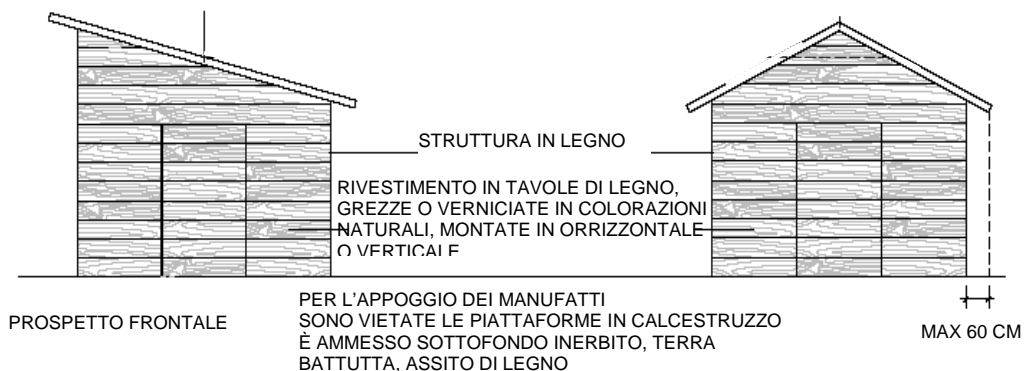 STRUTTURA IN LEGNO
RIVESTIMENTO IN TAVOLE DI LEGNO,
GREZZE O VERNICIATE IN COLORAZIONI
NATURALI, MONTATE IN ORRIZZONTALE
O VERTICALE
PROSPETTO FRONTALE
PER L'APPOGGIO DEI MANUFATTI
SONO VIETATE LE PIATTAFORME IN CALCESTRUZZO
È AMMESSO SOTTOFONDO INERBITO, TERRA
BATTUTTA, ASSITO DI LEGNO
MAX 60 CM